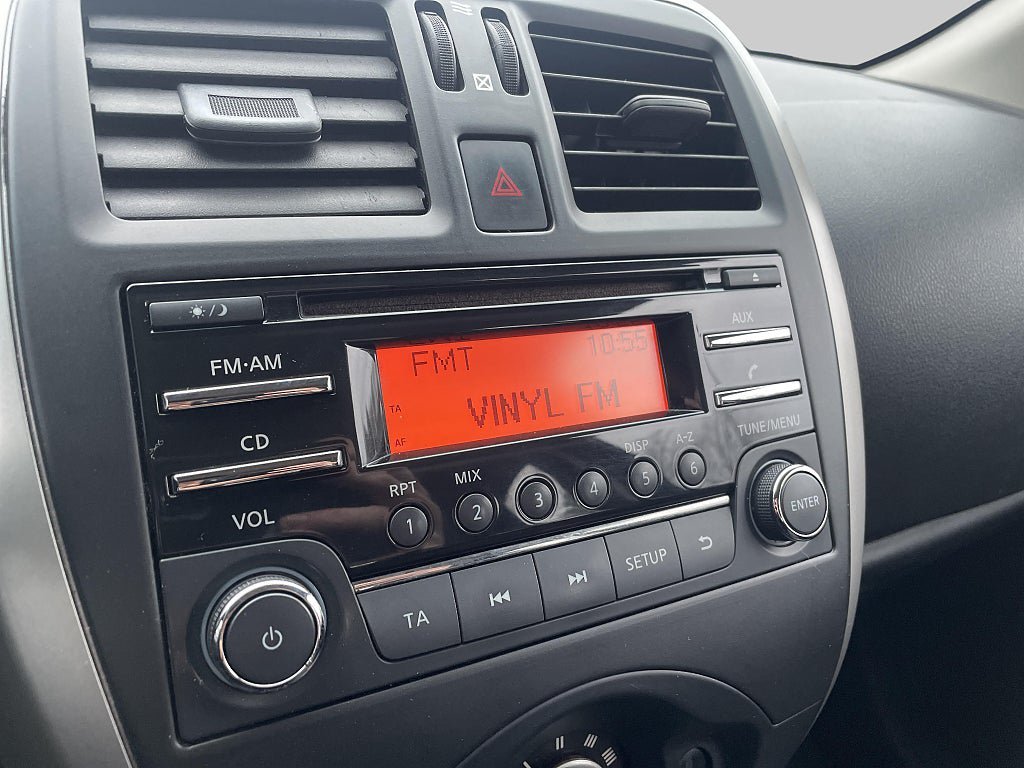 FM·AM
AUX
FMT 10:55
VINYL FM
TA
AF
CD
TUNE/MENU
VOL
RPT MIX DISP A-Z
1 2 3 4 5 6
ENTER
TA SETUP